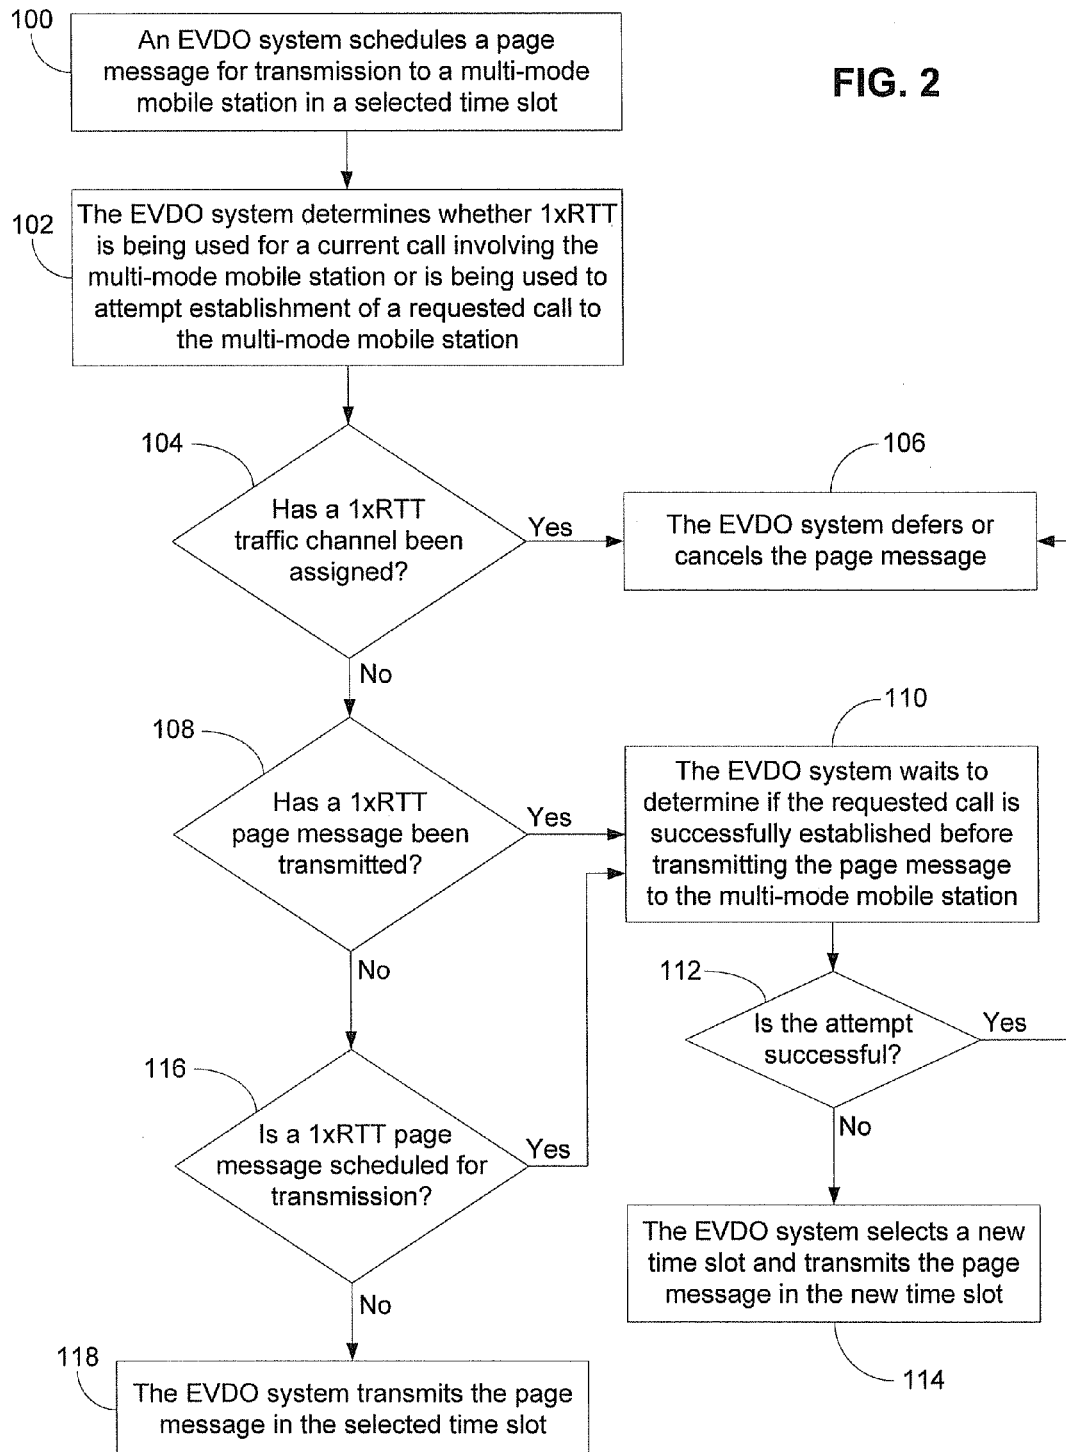 100
An EVDO system schedules a page
message for transmission to a multi-mode
mobile station in a selected time slot
FIG. 2
102
The EVDO system determines whether 1xRTT
is being used for a current call involving the
multi-mode mobile station or is being used to
attempt establishment of a requested call to
the multi-mode mobile station
104
Has a 1xRTT
traffic channel been
assigned?
Yes
106
The EVDO system defers or
cancels the page message
No
108
Has a 1xRTT
page message been
transmitted?
Yes
110
The EVDO system waits to
determine if the requested call is
successfully established before
transmitting the page message
to the multi-mode mobile station
No
112
Is the attempt
successful?
Yes
116
Is a 1xRTT page
message scheduled for
transmission?
Yes
No
The EVDO system selects a new
time slot and transmits the page
message in the new time slot
114
No
118
The EVDO system transmits the page
message in the selected time slot